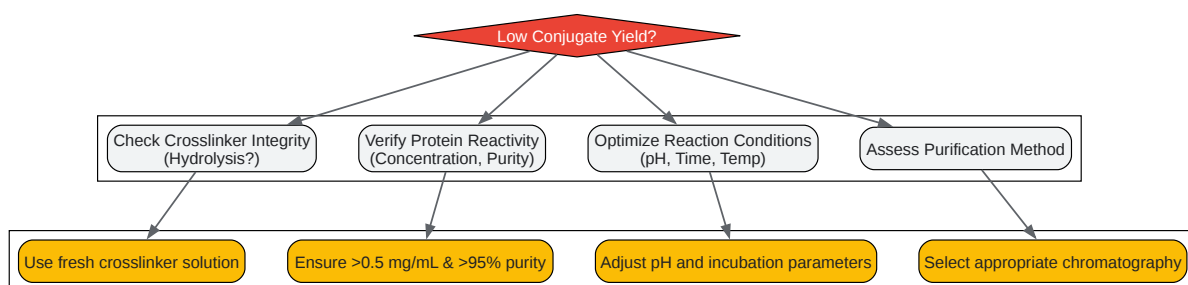 Low Conjugate Yield?
Check Crosslinker Integrity
(Hydrolysis?)
Verify Protein Reactivity
(Concentration, Purity)
Optimize Reaction Conditions
(pH, Time, Temp)
Assess Purification Method
Use fresh crosslinker solution
Ensure >0.5 mg/mL & >95% purity
Adjust pH and incubation parameters
Select appropriate chromatography